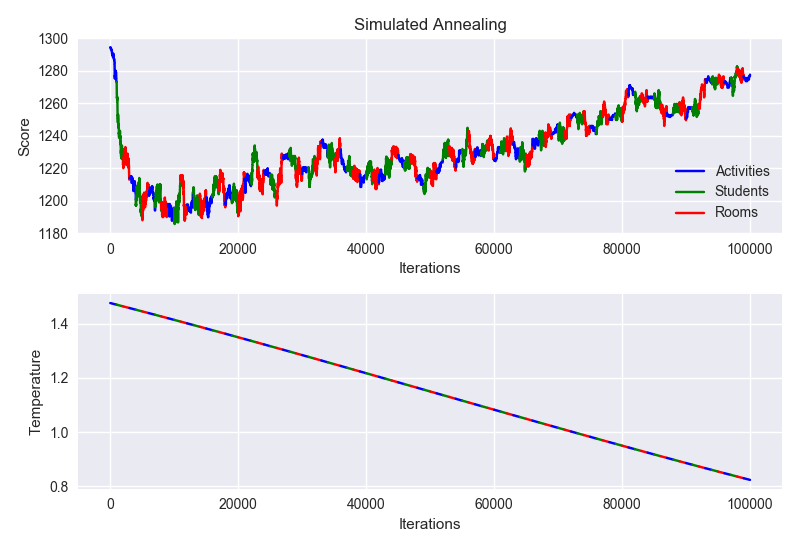 Simulated Annealing
1300
1280
1260
1240
1220
1200
1180
Score
Activities
Students
Rooms
0 20000 40000 60000 80000 100000
Iterations
1.4
1.2
1.0
0.8
Temperature
0 20000 40000 60000 80000 100000
Iterations